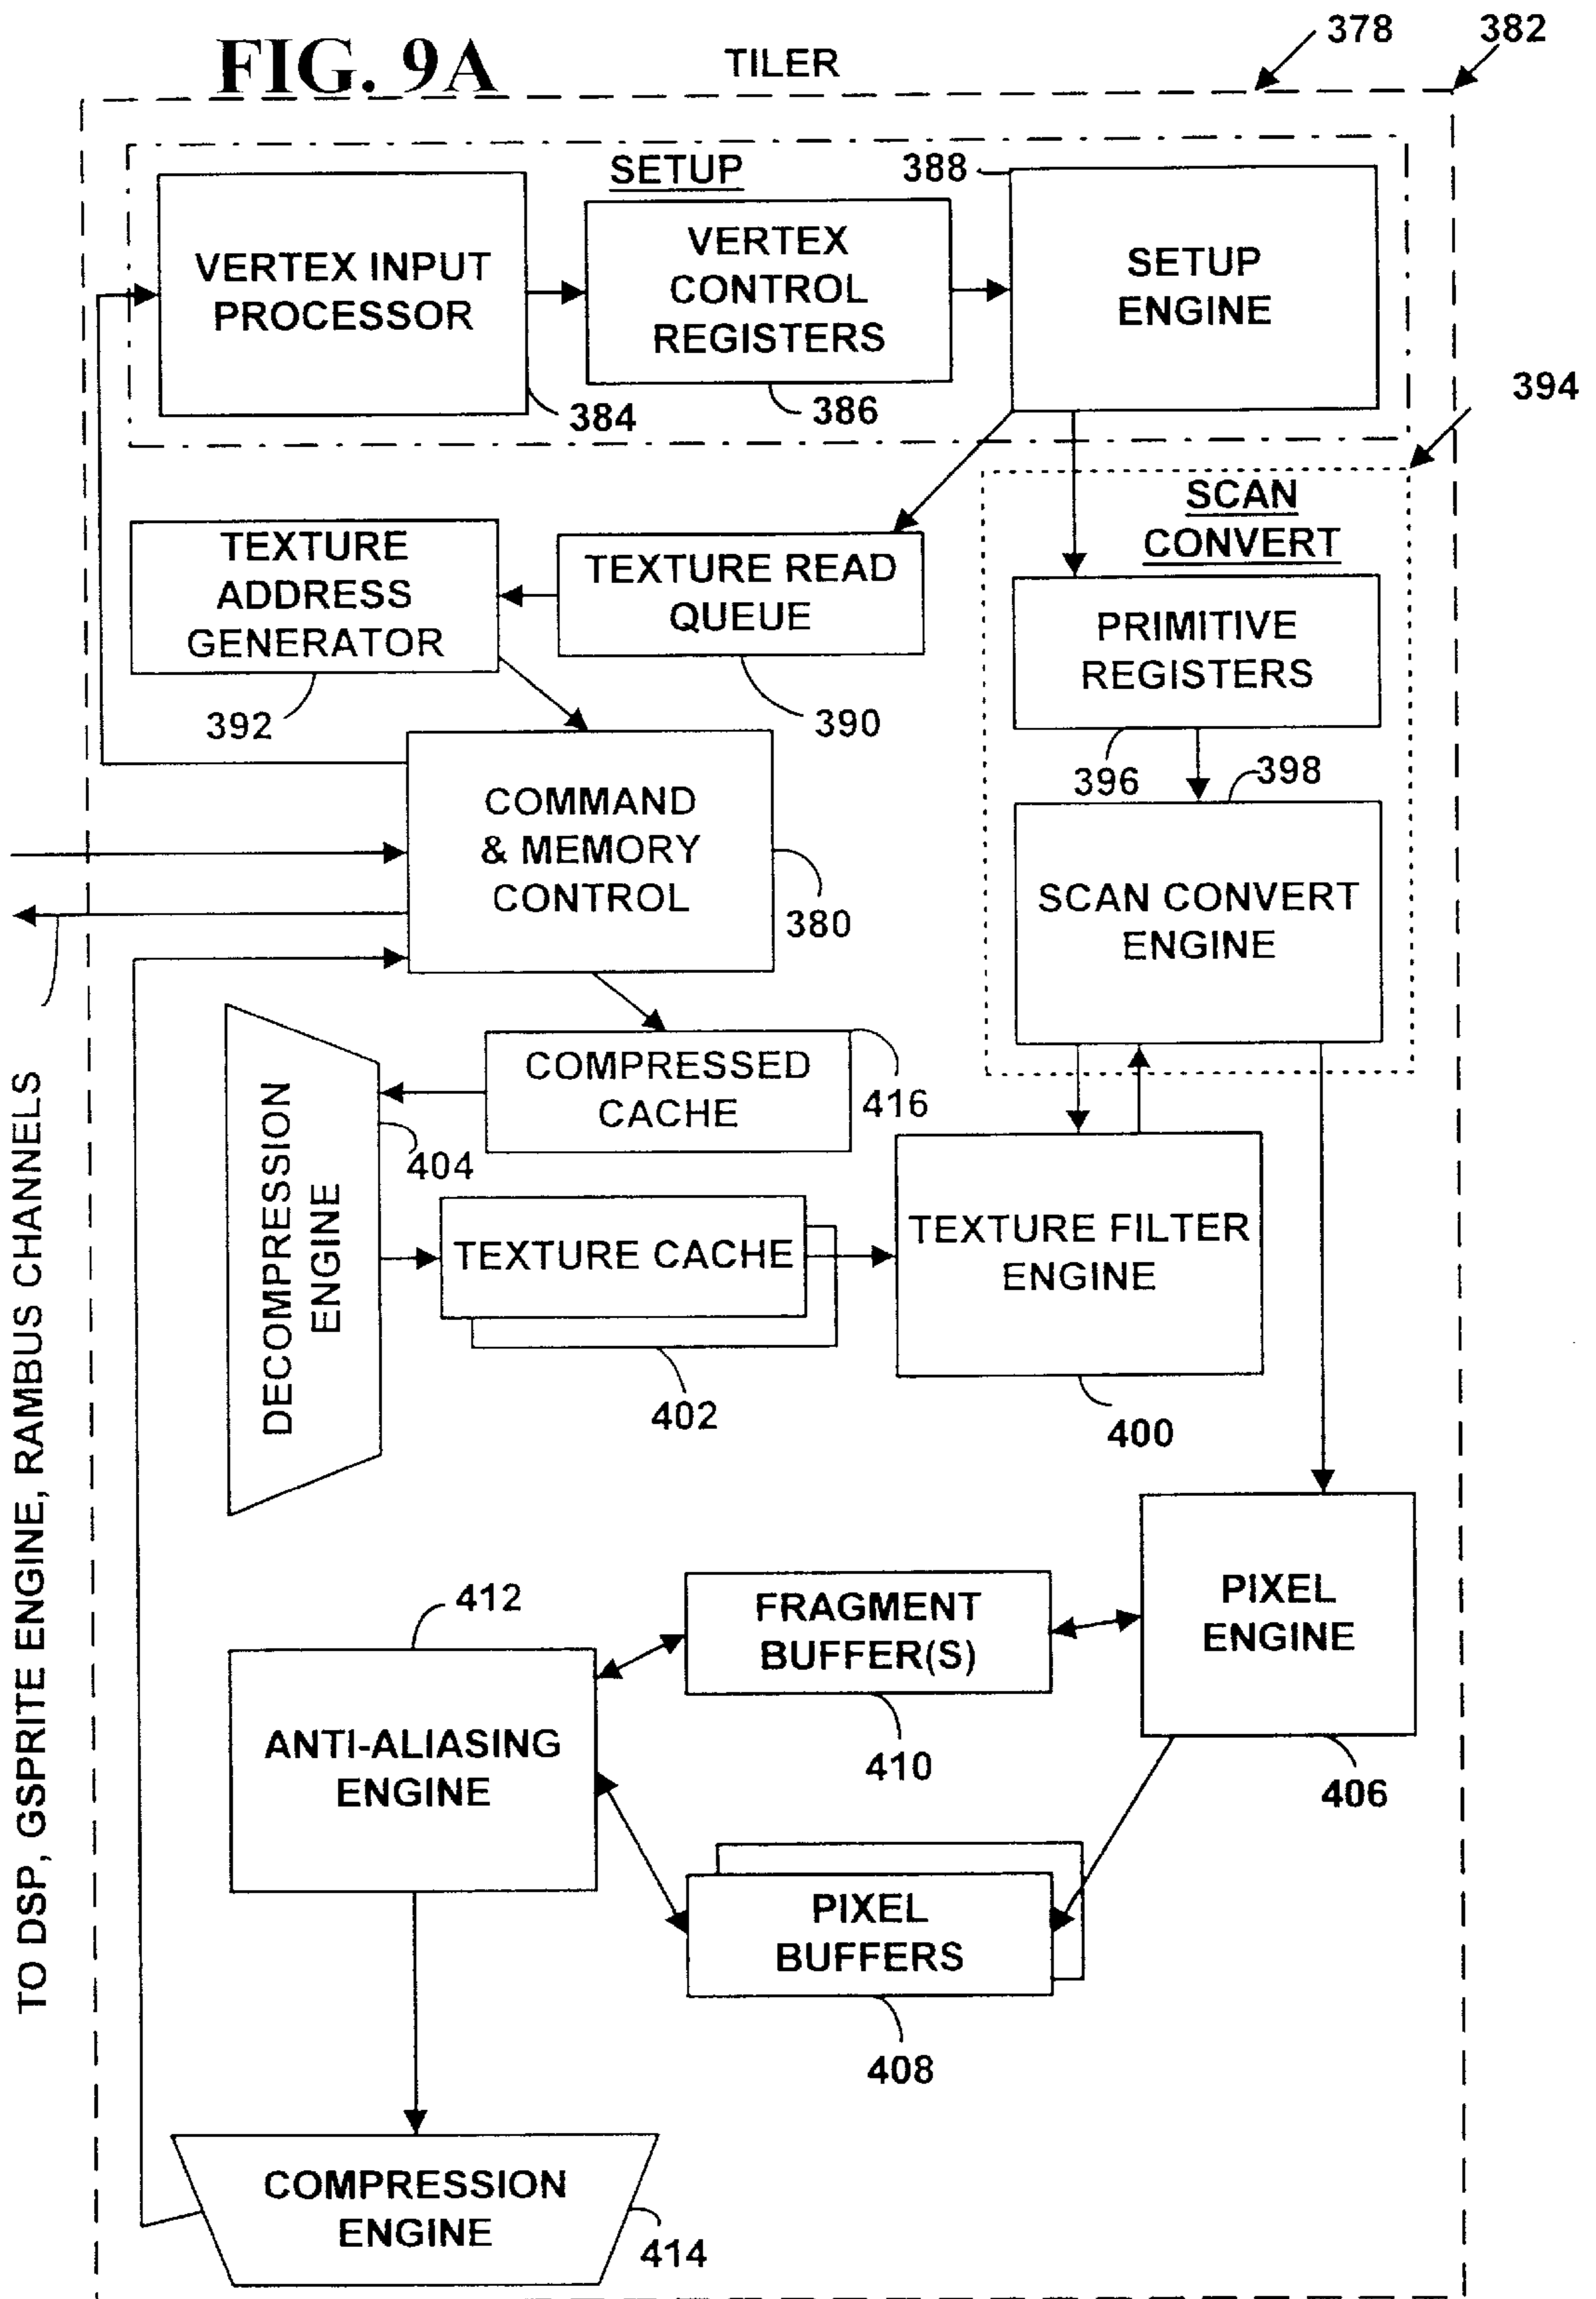 FIG. 9A
TILER
378
382
SETUP
388
VERTEX INPUT
PROCESSOR
VERTEX
CONTROL
REGISTERS
SETUP
ENGINE
384
386
394
SCAN
CONVERT
TEXTURE
ADDRESS
GENERATOR
TEXTURE READ
QUEUE
PRIMITIVE
REGISTERS
392
390
396
398
COMMAND
& MEMORY
CONTROL
380
SCAN CONVERT
ENGINE
COMPRESSED
CACHE
416
404
DECOMPRESSION
ENGINE
TEXTURE CACHE
TEXTURE FILTER
ENGINE
402
400
TO DSP, GSPRITE ENGINE, RAMBUS CHANNELS
412
FRAGMENT
BUFFER(S)
PIXEL
ENGINE
ANTI-ALIASING
ENGINE
410
406
PIXEL
BUFFERS
408
COMPRESSION
ENGINE
414